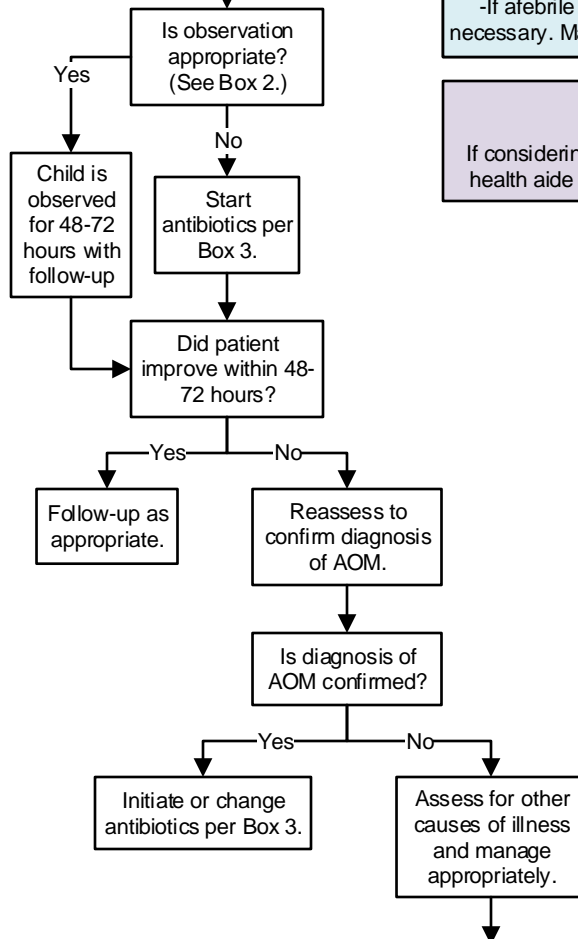 Is observation
appropriate?
(See Box 2.)
Yes
No
Child is
observed
for 48-72
hours with
follow-up
Start
antibiotics per
Box 3.
Did patient
improve within 48-
72 hours?
Yes
No
Follow-up as
appropriate.
Reassess to
confirm diagnosis
of AOM.
Is diagnosis of
AOM confirmed?
Yes
No
Initiate or change
antibiotics per Box 3.
Assess for other
causes of illness
and manage
appropriately.
-If afebrile
necessary.
If
health aide